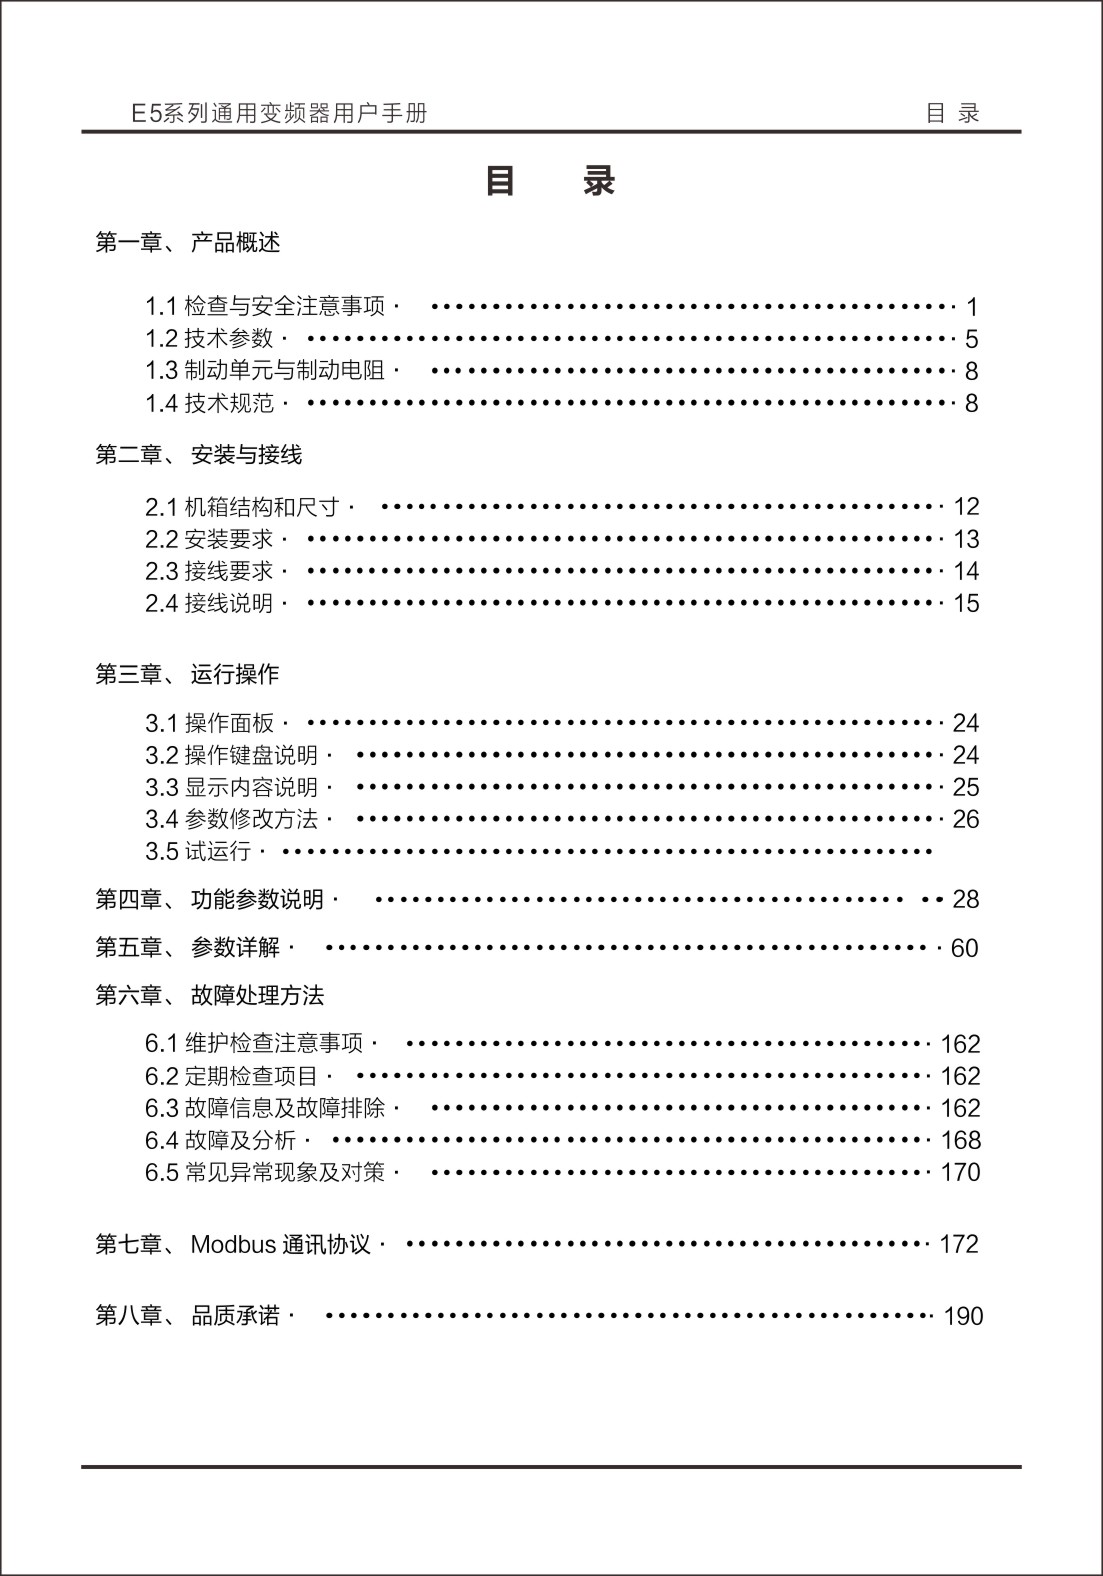 E5系列通用变频器用户手册 目 录
目 录
第一章、 产品概述
1.1 检查与安全注意事项 · ··········································· 1
1.2 技术参数 · ····················································· 5
1.3 制动单元与制动电阻 · ··········································· 8
1.4 技术规范 · ····················································· 8
第二章、 安装与接线
2.1 机箱结构和尺寸 · ·············································· 12
2.2 安装要求 · ···················································· 13
2.3 接线要求 · ···················································· 14
2.4 接线说明 · ···················································· 15
第三章、 运行操作
3.1 操作面板 · ···················································· 24
3.2 操作键盘说明 · ················································ 24
3.3 显示内容说明 · ················································ 25
3.4 参数修改方法 · ················································ 26
3.5 试运行 · ·····················································
第四章、 功能参数说明 · ··········································· ·· 28
第五章、 参数详解 · ·················································· 60
第六章、 故障处理方法
6.1 维护检查注意事项 · ··········································· 162
6.2 定期检查项目 · ··············································· 162
6.3 故障信息及故障排除 · ········································· 162
6.4 故障及分析 · ················································· 168
6.5 常见异常现象及对策 · ········································· 170
第七章、 Modbus 通讯协议 · ··········································· 172
第八章、 品质承诺 · ·················································· 190